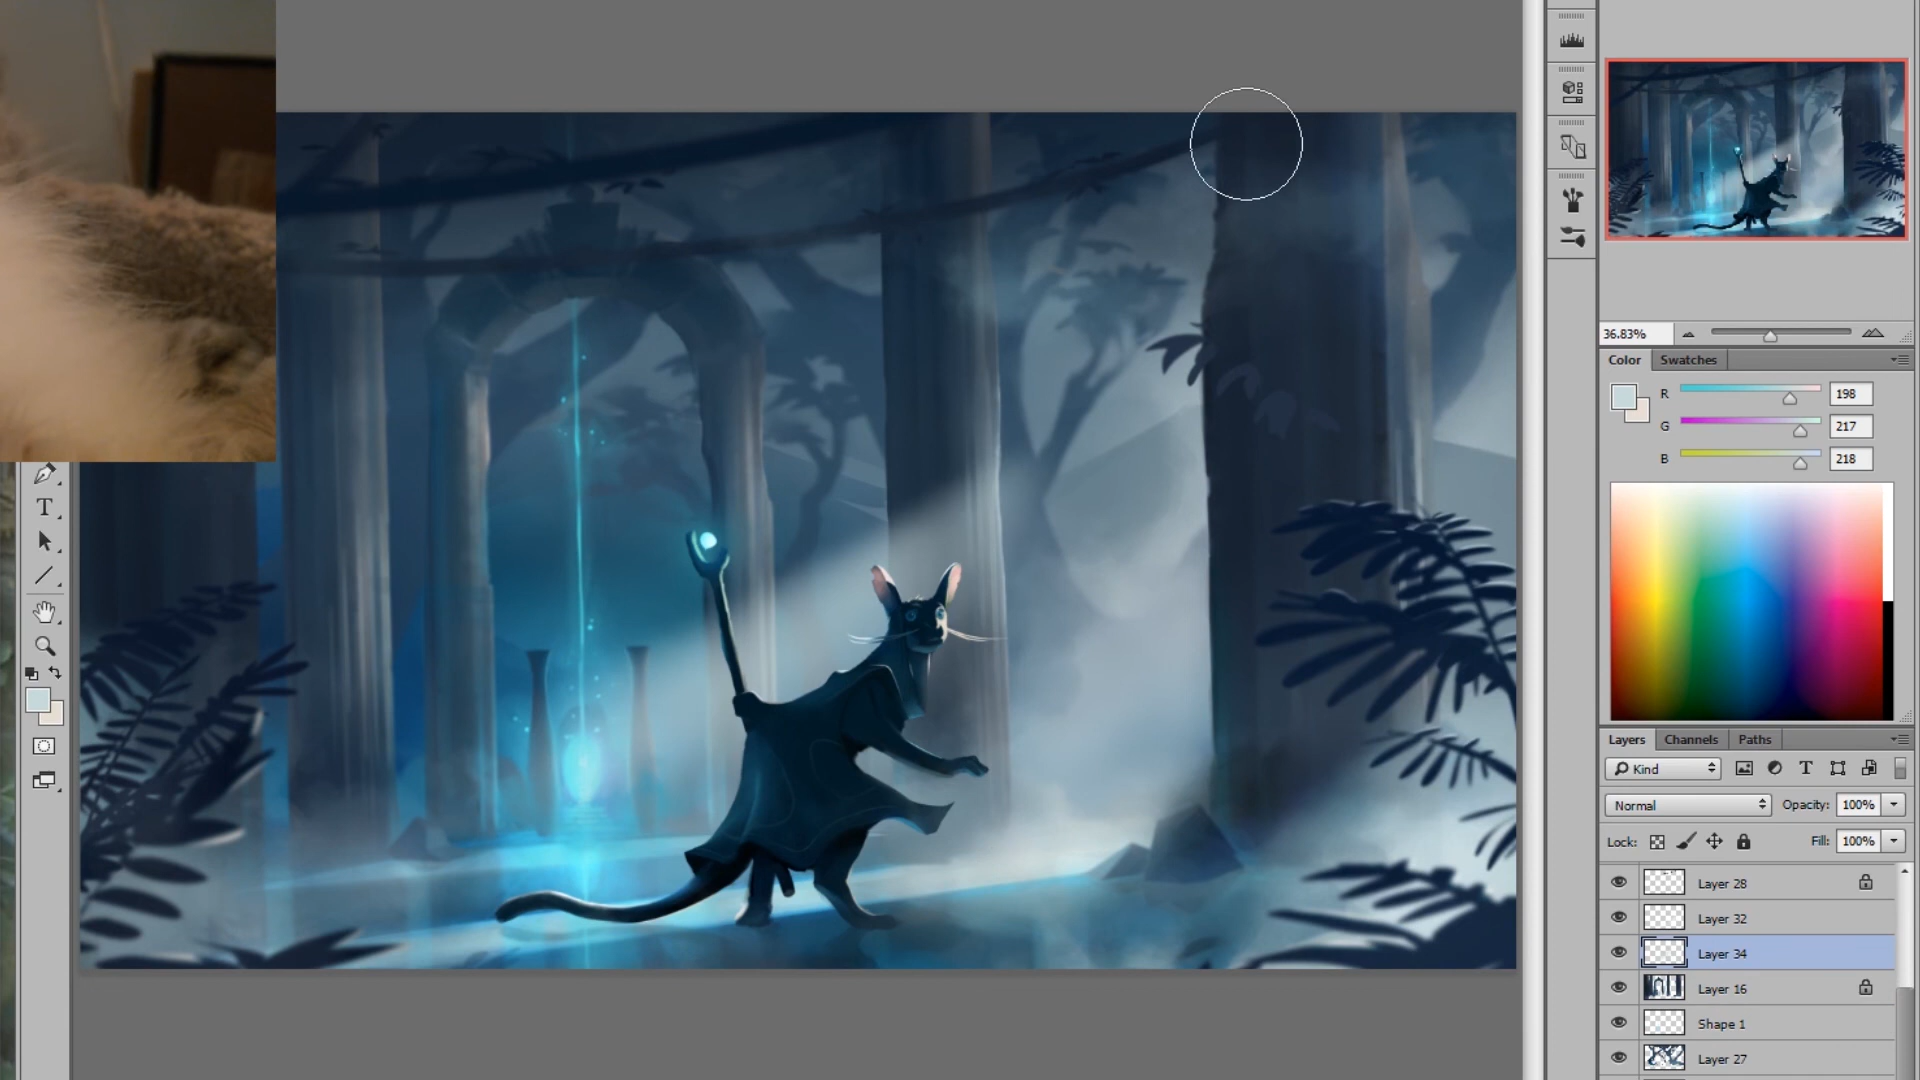 36.83%
Color Swatches
R 198
G 217
B 218
T
Layers Channels Paths
Kind T
Normal Opacity: 100%
Lock: Fill: 100%
Layer 28
Layer 32
Layer 34
Layer 16
Shape 1
Layer 27